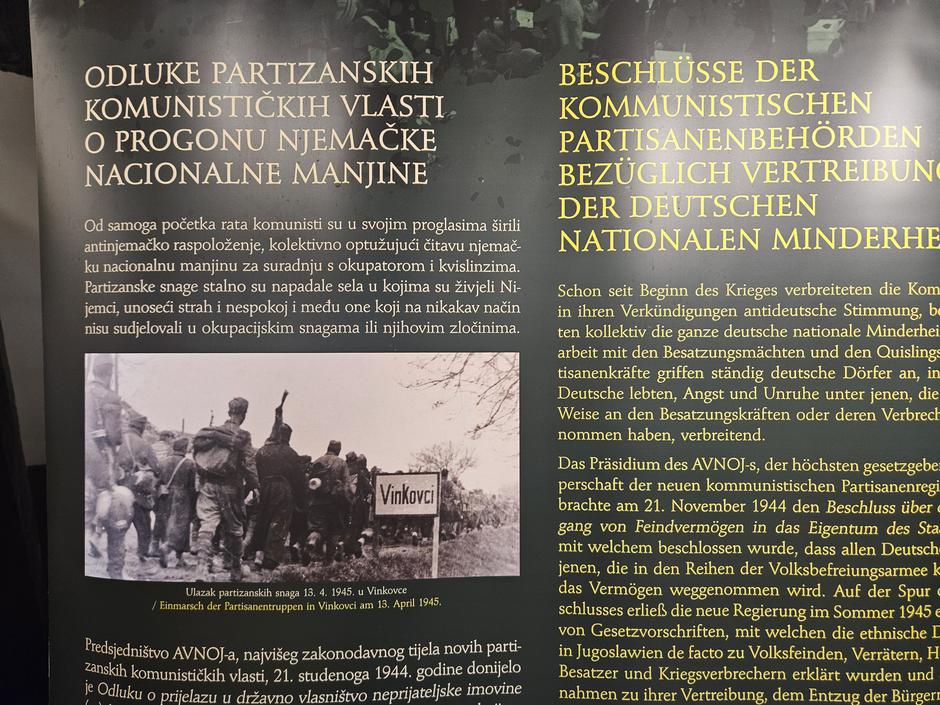 ODLUKE PARTIZANSKIH
KOMUNISTIČKIH VLASTI
O PROGONU NJEMAČKE
NACIONALNE MANJINE
Od samoga početka rata komunisti su u svojim proglasima širili
antinjemačko raspoloženje, kolektivno optužujući čitavu njemač-
ku nacionalnu manjinu za suradnju s okupatorom i kvislinzima.
Partizanske snage stalno su napadale sela u kojima su živjeli Ni-
jemci, unoseći strah i nespokoj i među one koji na nikakav način
nisu sudjelovali u okupacijskim snagama ili njihovim zločinima.
Vinkovci
Ulazak partizanskih snaga 13. 4. 1945. u Vinkovce
/ Einmarsch der Partisanentruppen in Vinkovci am 13. April 1945.
Predsjedništvo AVNOJ-a, najvišeg zakonodavnog tijela novih parti-
zanskih komunističkih vlasti, 21. studenoga 1944. godine donijelo
je Odluku o prijelazu u državno vlasništvo neprijateljske imovine
BESCHLÜSSE DER
KOMMUNISTISCHEN
PARTISANENBEHÖRDEN
BEZÜGLICH VERTREIBUNG
DER DEUTSCHEN
NATIONALEN MINDERHE
Schon seit Beginn des Krieges verbreiteten die Kom
in ihren Verkündigungen antideutsche Stimmung, be
ten kollektiv die ganze deutsche nationale Minderhei
arbeit mit den Besatzungsmächten und den Quislings
tisanenkräfte griffen ständig deutsche Dörfer an, in
Deutsche lebten, Angst und Unruhe unter jenen, die
Weise an den Besatzungskräften oder deren Verbrech
nommen haben, verbreitend.
Das Präsidium des AVNOJ-s, der höchsten gesetzgeber
perschaft der neuen kommunistischen Partisanenregi
brachte am 21. November 1944 den Beschluss über
gang von Feindvermögen in das Eigentum des Staa
mit welchem beschlossen wurde, dass allen Deutsche
jenen, die in den Reihen der Volksbefreiungsarmee k
das Vermögen weggenommen wird. Auf der Spur
schlusses erließ die neue Regierung im Sommer 1945 e
von Gesetzvorschriften, mit welchen die ethnische D
in Jugoslawien de facto zu Volksfeinden, Verrätern, H
Besatzer und Kriegsverbrechern erklärt wurden und
nahmen zu ihrer Vertreibung, dem Entzug der Bürger